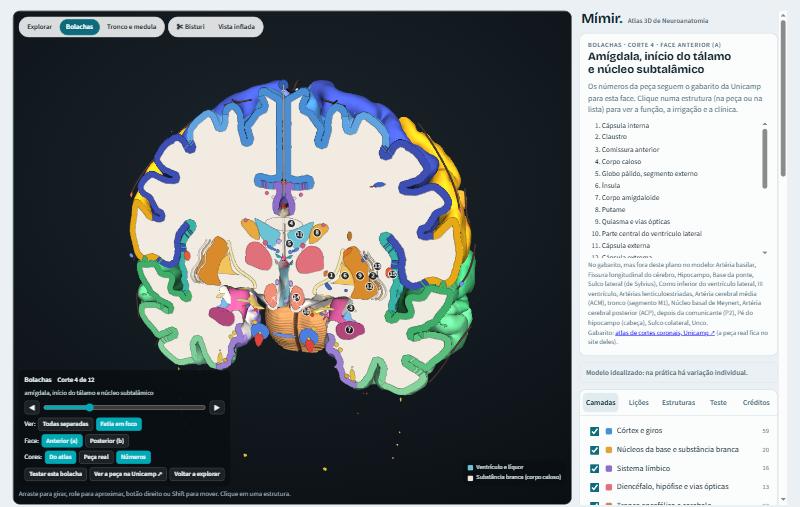 Explorar Bolachas Tronco e medula Bisturi Vista inflada
Mímir. Atlas 3D de Neuroanatomia
BOLACHAS · CORTE 4 · FACE ANTERIOR (A)
Amígdala, início do tálamo
e núcleo subtalâmico
Os números da peça seguem o gabarito da Unicamp
para esta face. Clique numa estrutura (na peça ou na
lista) para ver a função, a irrigação e a clínica.
1. Cápsula interna
2. Claustro
3. Comissura anterior
4. Corpo caloso
5. Globo pálido, segmento externo
6. Ínsula
7. Corpo amigdaloide
8. Putame
9. Quiasma e vias ópticas
10. Parte central do ventrículo lateral
11. Cápsula externa
12. Cápsula extrema
No gabarito, mas fora deste plano no modelo: Artéria basilar,
Fissura longitudinal do cérebro, Hipocampo, Base da ponte,
Sulco lateral (de Sylvius), Corno inferior do ventrículo lateral, III
ventrículo, Artérias lenticuloestriadas, Artéria cerebral média
(ACM), tronco (segmento M1), Núcleo basal de Meynert, Artéria
cerebral posterior (ACP), depois da comunicante (P2), Pé do
hipocampo (cabeça), Sulco colateral, Unco.
Gabarito: atlas de cortes coronais, Unicamp ↗ (a peça real fica no
site deles).
Modelo idealizado: na prática há variação individual.
Camadas Lições Estruturas Teste Créditos
Córtex e giros 59
Núcleos da base e substância branca 20
Sistema límbico 16
Diencéfalo, hipófise e vias ópticas 13
Bolachas Corte 4 de 12
amígdala, início do tálamo e núcleo subtalâmico
Ver: Todas separadas Fatia em foco
Face: Anterior (a) Posterior (b)
Cores: Do atlas Peça real Números
Testar esta bolacha Ver a peça na Unicamp ↗ Voltar a explorar
Ventrículo e líquor
Substância branca (corpo caloso)
Arraste para girar, role para aproximar, botão direito ou Shift para mover. Clique em uma estrutura.